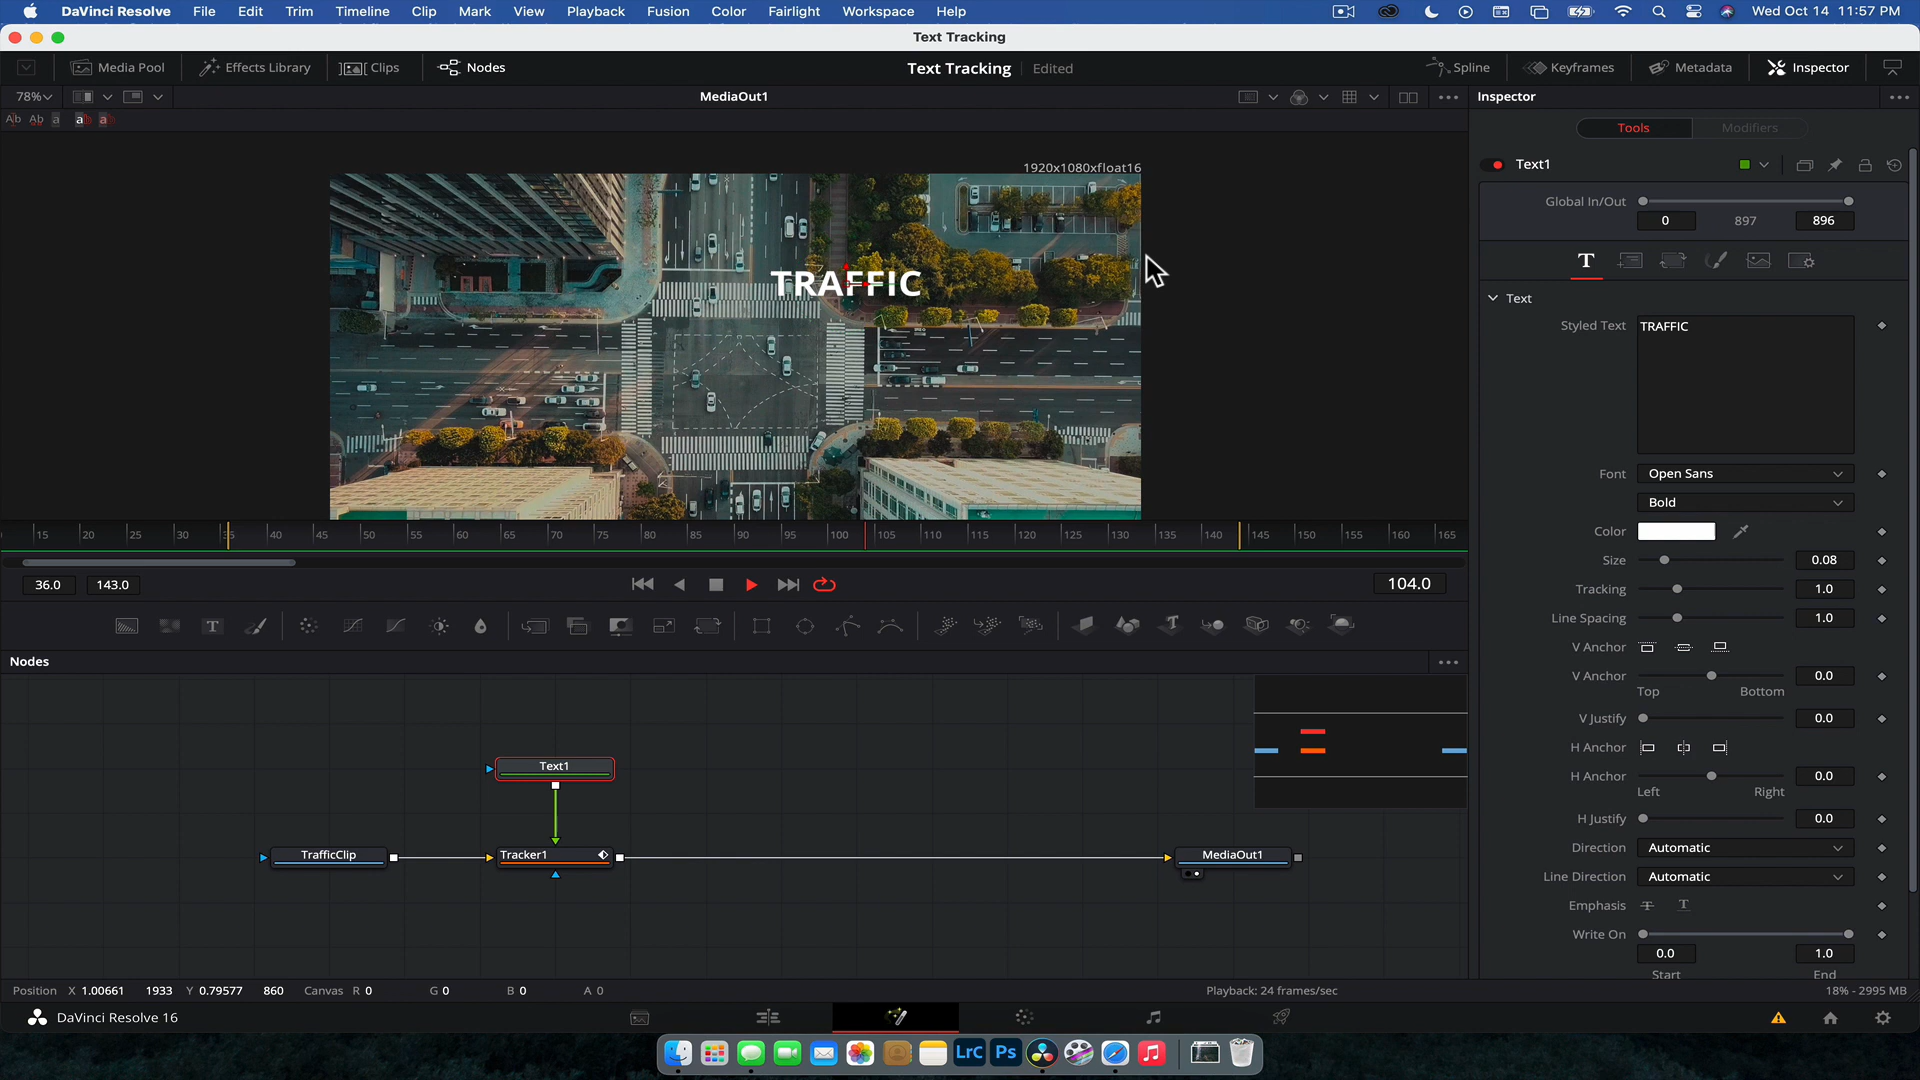 DaVinci Resolve File Edit Trim Timeline Clip Mark View Playback Fusion Color Fairlight Workspace Help Wed Oct 14 11:57 PM
Text Tracking
Media Pool Effects Library Clips Nodes Text Tracking Edited Spline Keyframes Metadata Inspector
78% MediaOut1 Inspector
Tools Modifiers
1920x1080xfloat16
Text1
Global In/Out
0 897 896
TRAFFIC
Text
Styled Text TRAFFIC
Font Open Sans
Bold
Color
Size 0.08
Tracking 1.0
Line Spacing 1.0
V Anchor
V Anchor 0.0
Top Bottom
V Justify 0.0
H Anchor
H Anchor 0.0
Left Right
H Justify 0.0
Direction Automatic
Line Direction Automatic
Emphasis
Write On
0.0 1.0
Start End
15 20 25 30 35 40 45 50 55 60 65 70 75 80 85 90 95 100 105 110 115 120 125 130 135 140 145 150 155 160 165
36.0 143.0 104.0
Nodes
Text1
TrafficClip Tracker1 MediaOut1
Position X 1.00661 1933 Y 0.79577 860 Canvas R 0 G 0 B 0 A 0 Playback: 24 frames/sec 18% - 2995 MB
DaVinci Resolve 16
LrC Ps